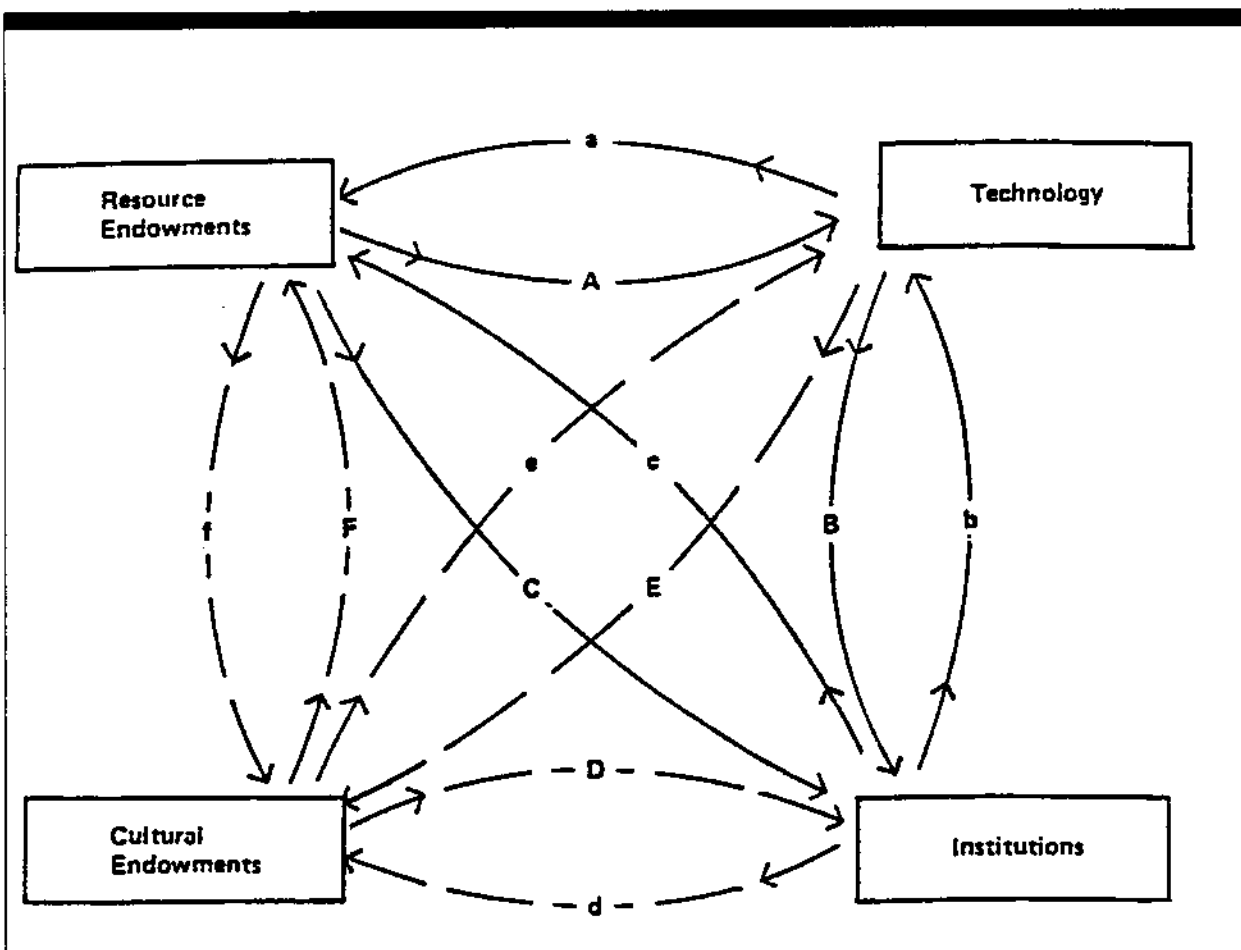 a
Resource
Endowments
Technology
A
e
c
f
F
B
b
C
E
D
Cultural
Endowments
Institutions
d